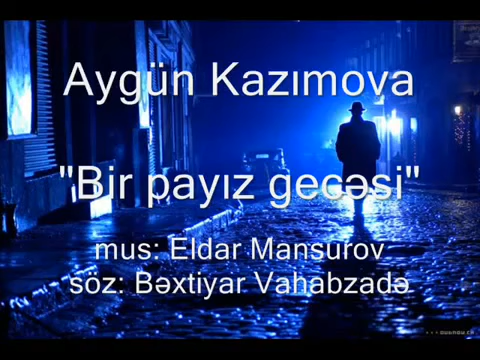 Aygün Kazımova
"Bir payız gecəsi"
mus: Eldar Mansurov
söz: Bəxtiyar Vahabzadə